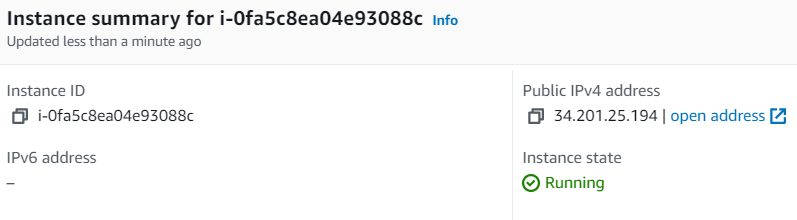 Instance summary for i-0fa5c8ea04e93088c Info
Updated less than a minute ago
Instance ID
i-0fa5c8ea04e93088c
Public IPv4 address
34.201.25.194 | open address
IPv6 address
–
Instance state
Running